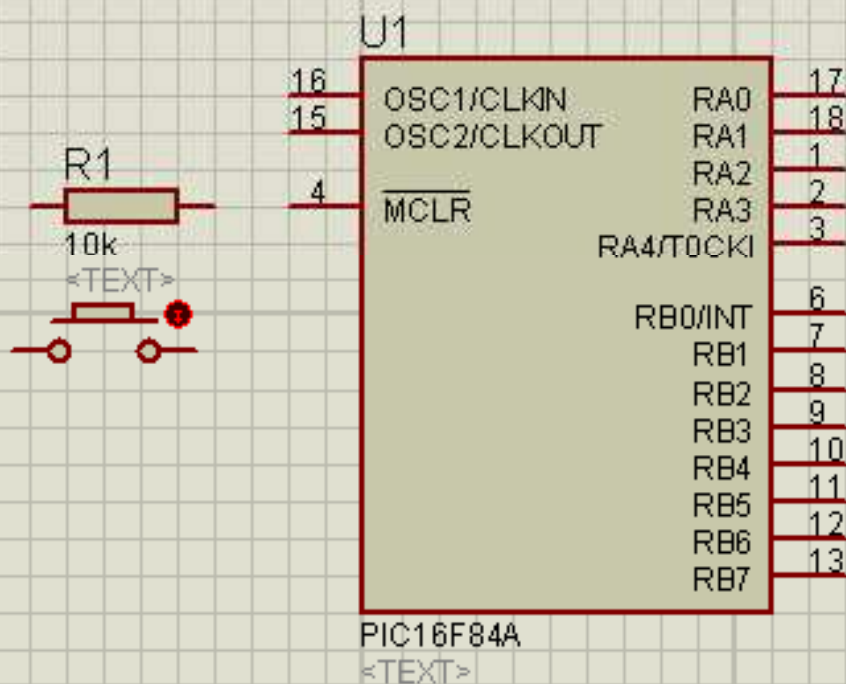 U1
16 OSC1/CLKIN RA0 17
15 OSC2/CLKOUT RA1 18
RA2 1
4 MCLR RA3 2
RA4/T0CKI 3
R1
10k
<TEXT>
RB0/INT 6
RB1 7
RB2 8
RB3 9
RB4 10
RB5 11
RB6 12
RB7 13
PIC16F84A
<TEXT>